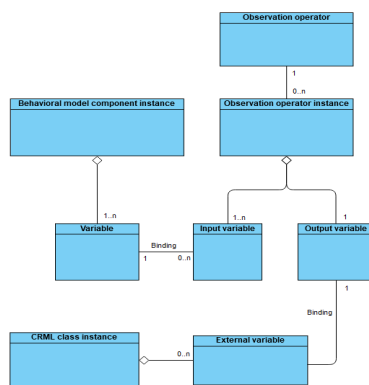 Observation operator
1
0..n
Behavioral model component instance
Observation operator instance
1..n
1..n
1
Variable
Binding
1
0..n
Input variable
Output variable
1
Binding
CRML class instance
0..n
External variable